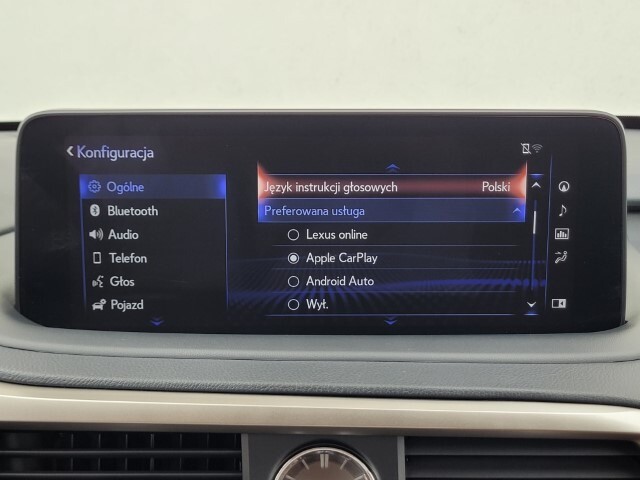 Konfiguracja
Ogólne
Bluetooth
Audio
Telefon
Głos
Pojazd
Język instrukcji głosowych Polski
Preferowana usługa
Lexus online
Apple CarPlay
Android Auto
Wył.